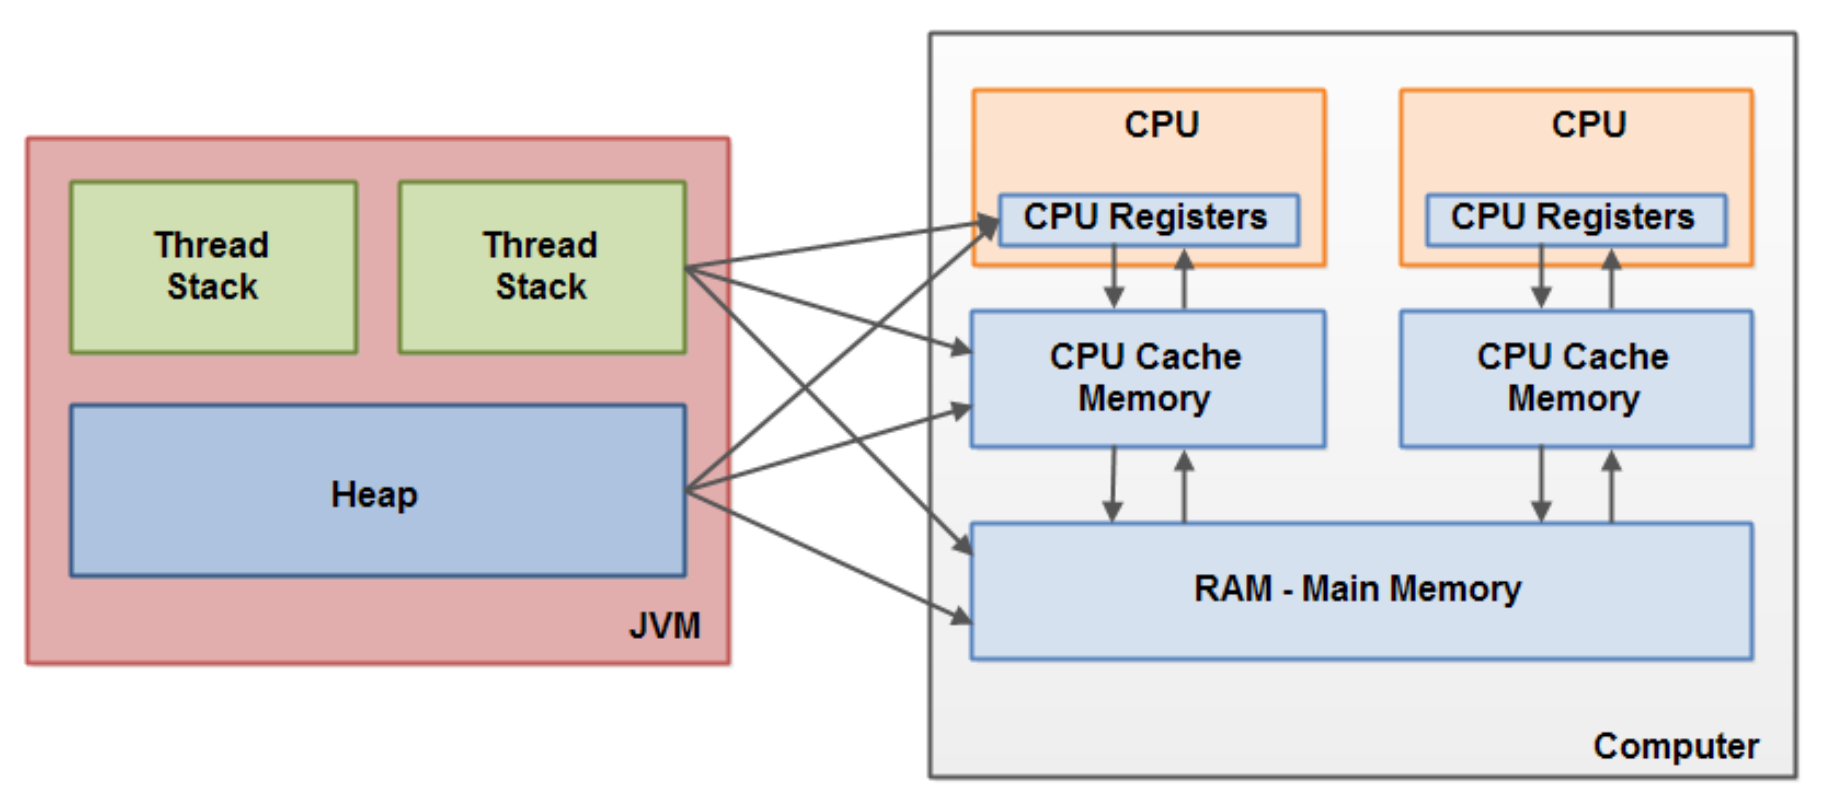 Thread
Stack
Thread
Stack
Heap
JVM
CPU
CPU Registers
CPU Cache
Memory
CPU
CPU Registers
CPU Cache
Memory
RAM - Main Memory
Computer